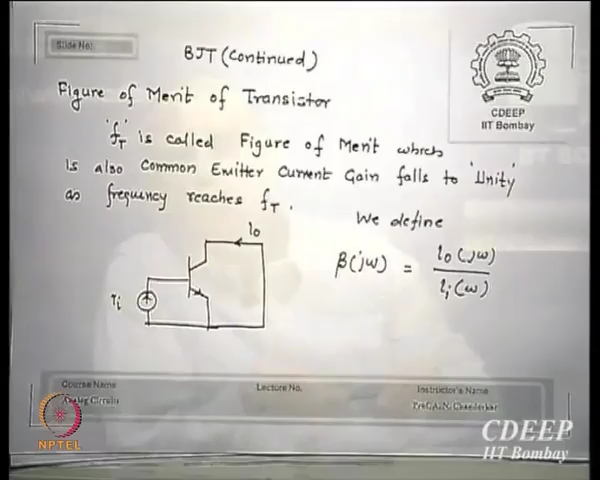 Slide No:
BJT (Continued)
CDEEP
IIT Bombay
Figure of Merit of Transistor
'fT' is called Figure of Merit which
is also Common Emitter Current Gain falls to 'Unity'
as frequency reaches fT.
We define
Io
β(jω) = Io(jω) / Ii(ω)
Ii
Course Name
Analog Circuits
Lecture No.
Instructor's Name
Prof. A. N. Chandorkar
NPTEL
CDEEP
IIT Bombay